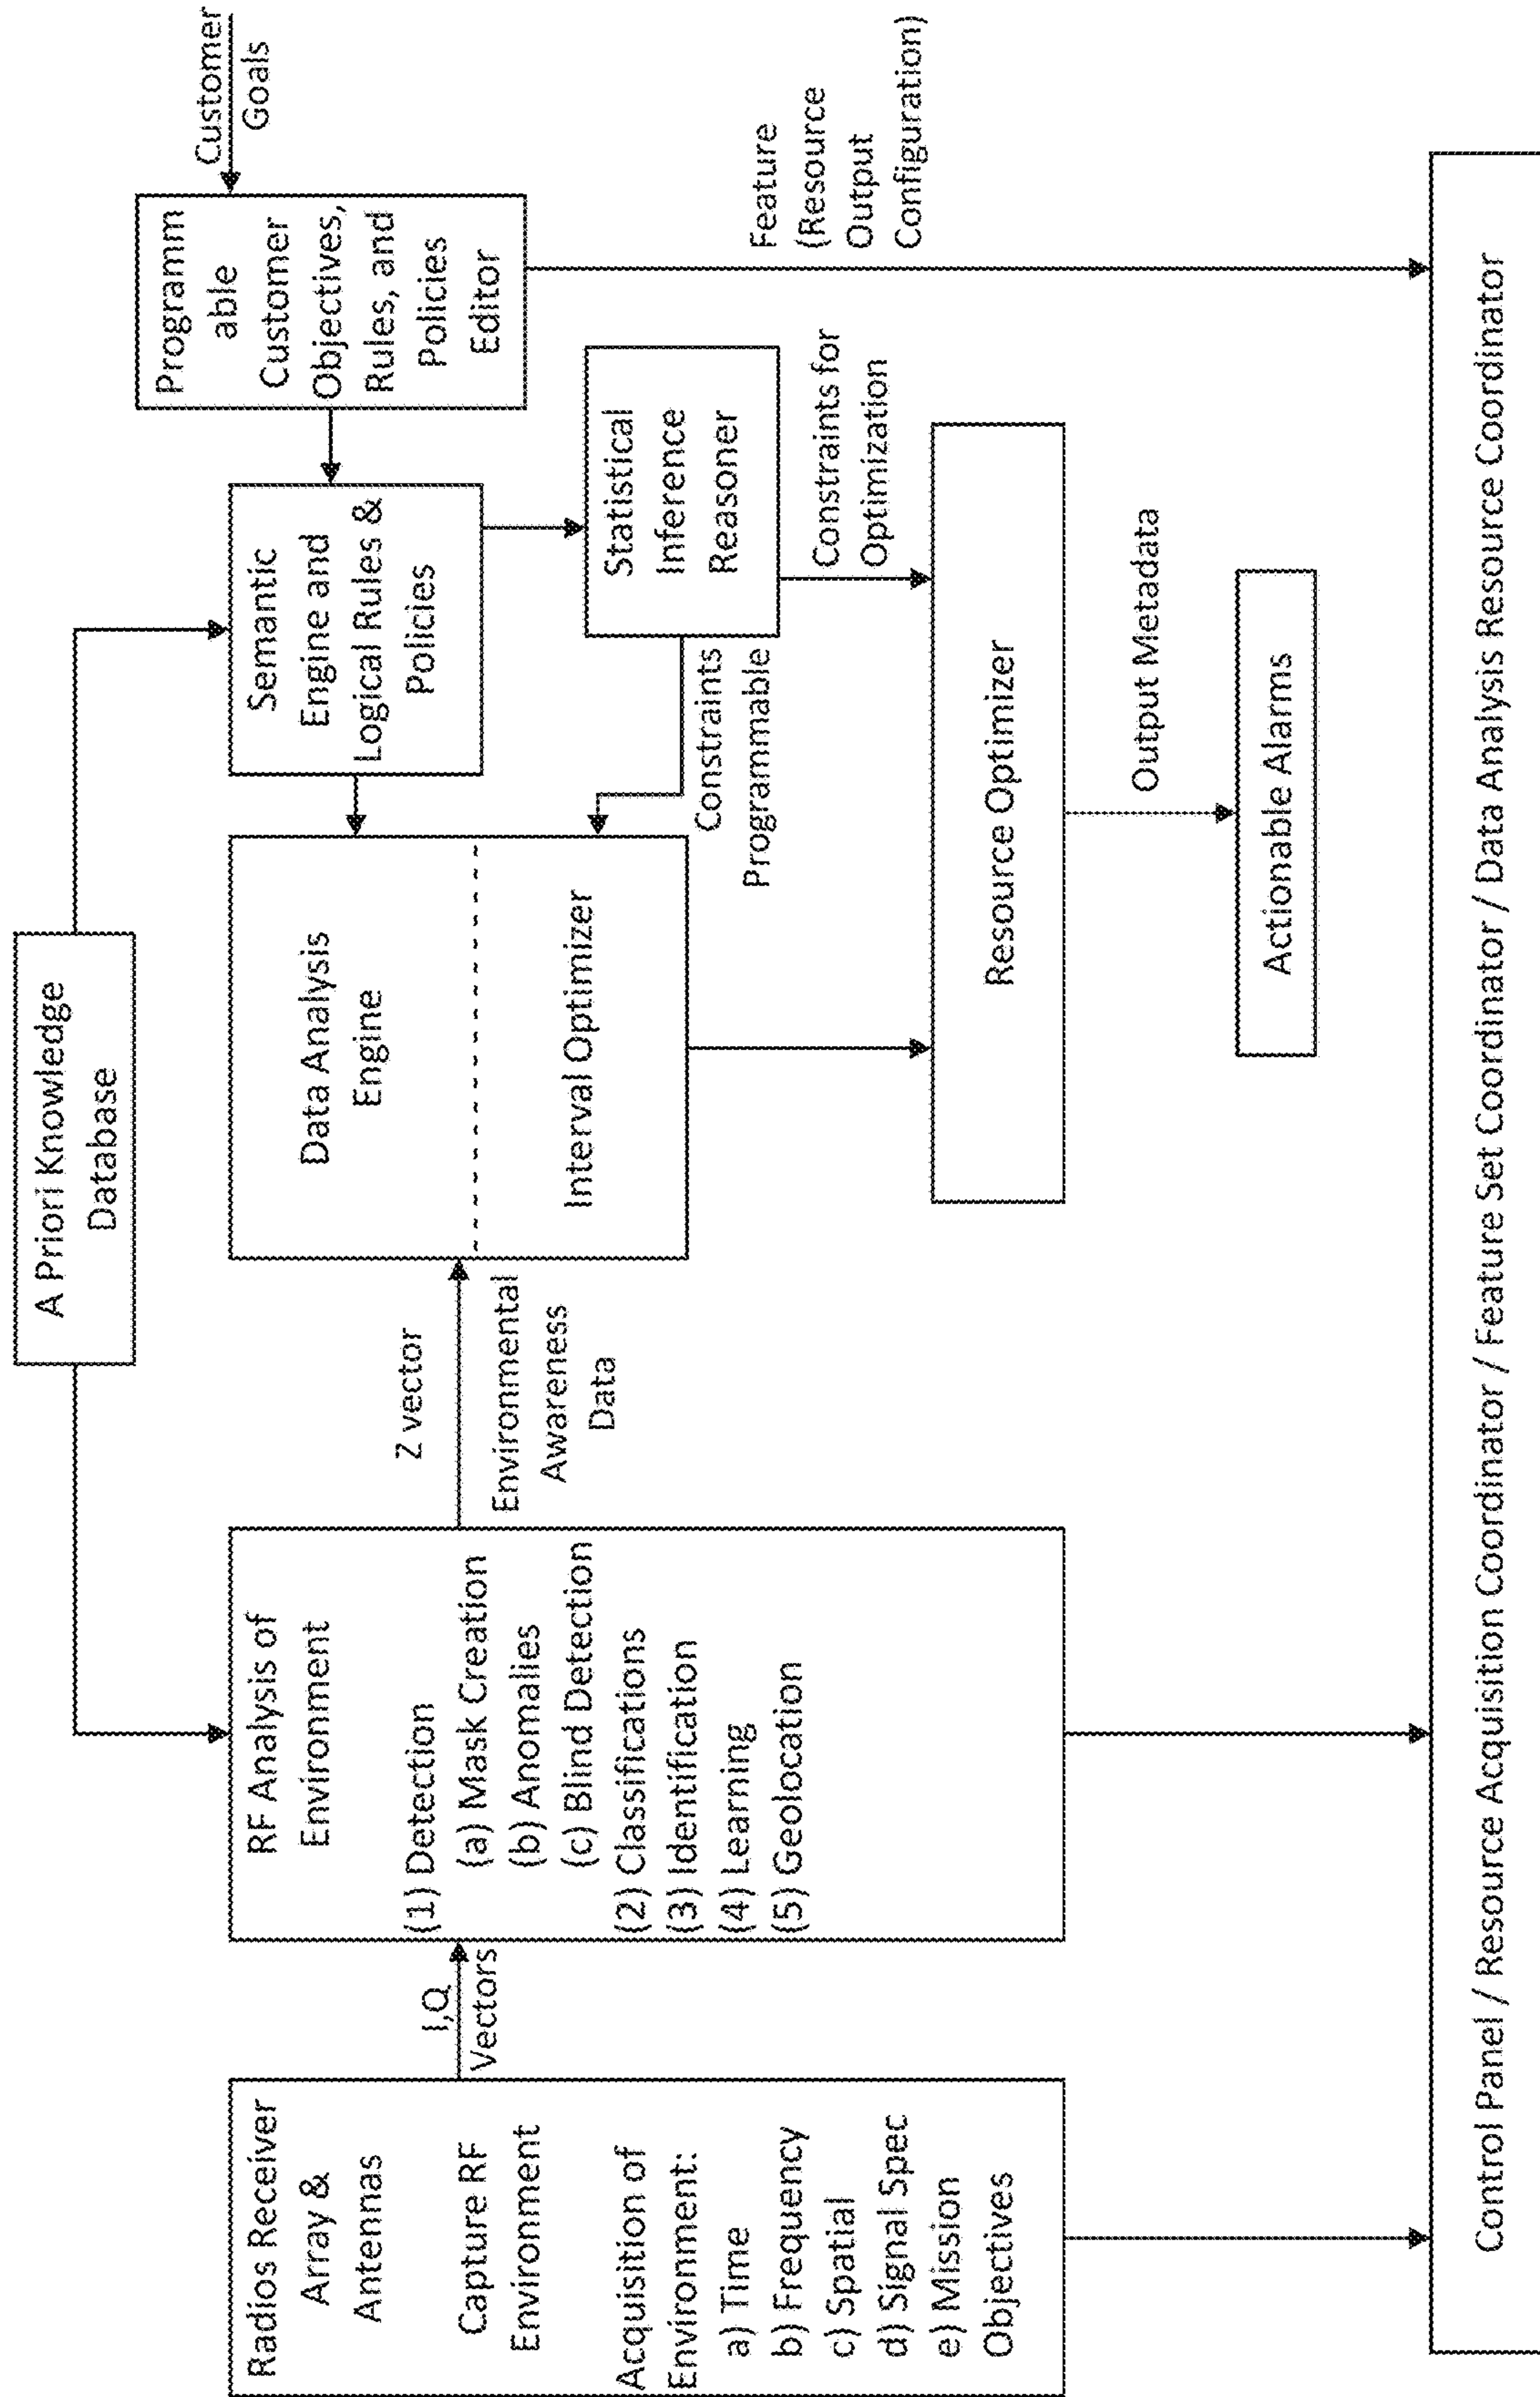 A Priori Knowledge
Database
Radios Receiver
Array &
Antennas
Capture RF
Environment
Acquisition of
Environment:
a) Time
b) Frequency
c) Spatial
d) Signal Spec
e) Mission
Objectives
I,Q
Vectors
RF Analysis of
Environment
(1) Detection
(a) Mask Creation
(b) Anomalies
(c) Blind Detection
(2) Classifications
(3) Identification
(4) Learning
(5) Geolocation
Z vector
Environmental
Awareness
Data
Data Analysis
Engine
Interval Optimizer
Semantic
Engine and
Logical Rules &
Policies
Programm
able
Customer
Objectives,
Rules, and
Policies
Editor
Customer
Goals
Statistical
Inference
Reasoner
Constraints
Programmable
Constraints for
Optimization
Feature
(Resource
Output
Configuration)
Resource Optimizer
Output Metadata
Actionable Alarms
Control Panel / Resource Acquisition Coordinator / Feature Set Coordinator / Data Analysis Resource Coordinator